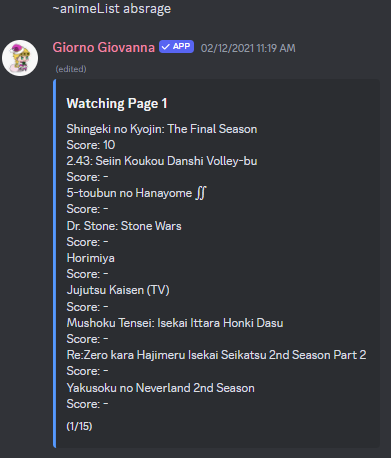 ~animeList absrage
Giorno Giovanna ✓ APP 02/12/2021 11:19 AM
(edited)
Watching Page 1
Shingeki no Kyojin: The Final Season
Score: 10
2.43: Seiin Koukou Danshi Volley-bu
Score: -
5-toubun no Hanayome ∬
Score: -
Dr. Stone: Stone Wars
Score: -
Horimiya
Score: -
Jujutsu Kaisen (TV)
Score: -
Mushoku Tensei: Isekai Ittara Honki Dasu
Score: -
Re:Zero kara Hajimeru Isekai Seikatsu 2nd Season Part 2
Score: -
Yakusoku no Neverland 2nd Season
Score: -
(1/15)